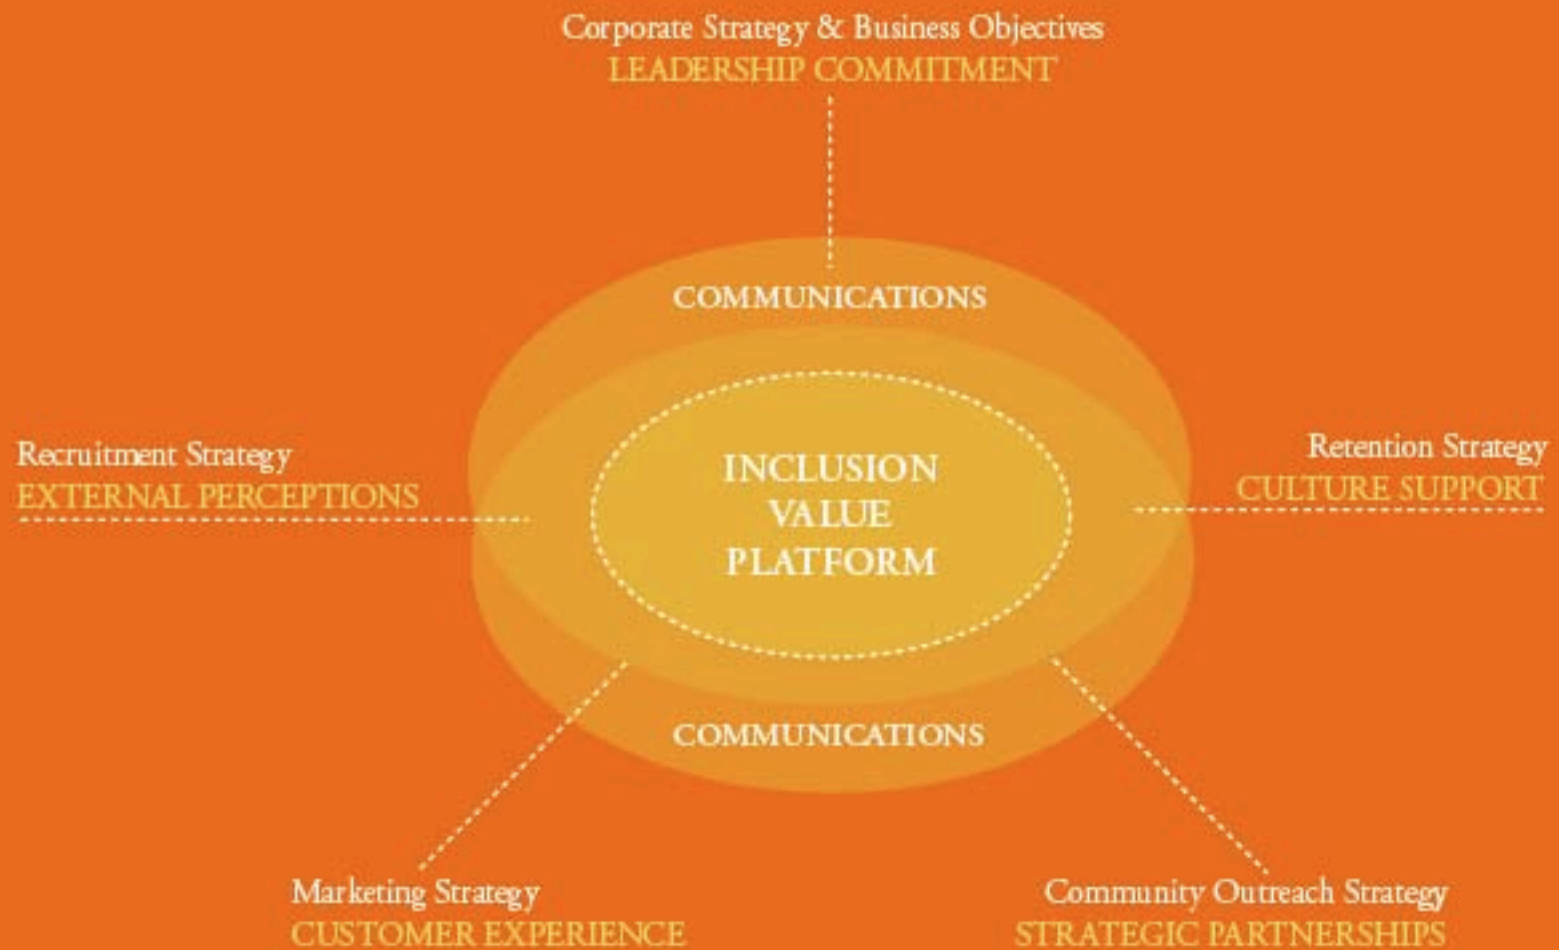 Corporate Strategy & Business Objectives
LEADERSHIP COMMITMENT
COMMUNICATIONS
Recruitment Strategy
EXTERNAL PERCEPTIONS
INCLUSION
VALUE
PLATFORM
Retention Strategy
CULTURE SUPPORT
COMMUNICATIONS
Marketing Strategy
CUSTOMER EXPERIENCE
Community Outreach Strategy
STRATEGIC PARTNERSHIPS